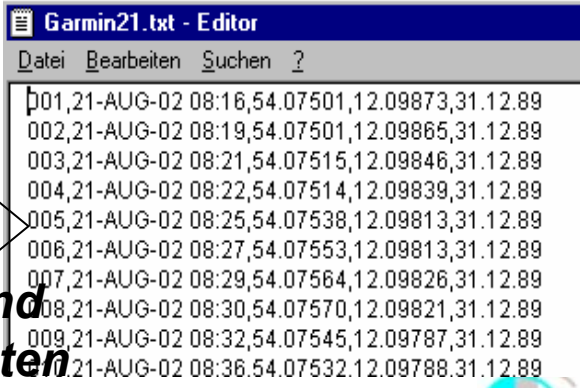 Garmin21.txt - Editor
Datei Bearbeiten Suchen ?
001,21-AUG-02 08:16,54.07501,12.09873,31.12.89
002,21-AUG-02 08:19,54.07501,12.09865,31.12.89
003,21-AUG-02 08:21,54.07515,12.09846,31.12.89
004,21-AUG-02 08:22,54.07514,12.09839,31.12.89
005,21-AUG-02 08:25,54.07538,12.09813,31.12.89
006,21-AUG-02 08:27,54.07553,12.09813,31.12.89
007,21-AUG-02 08:29,54.07564,12.09826,31.12.89
nd
008,21-AUG-02 08:30,54.07570,12.09821,31.12.89
009,21-AUG-02 08:32,54.07545,12.09787,31.12.89
ten
21-AUG-02 08:36,54.07532,12.09788,31.12.89